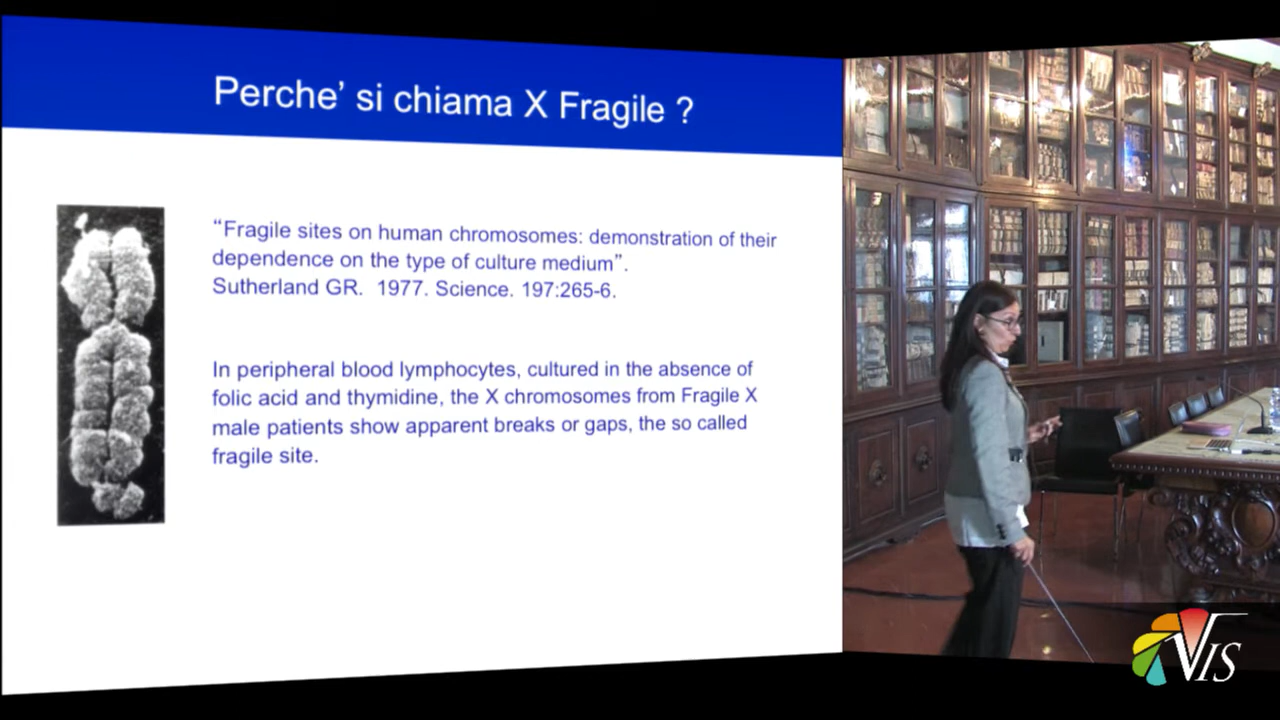 Perche’ si chiama X Fragile ?
“Fragile sites on human chromosomes: demonstration of their
dependence on the type of culture medium”.
Sutherland GR. 1977. Science. 197:265-6.
In peripheral blood lymphocytes, cultured in the absence of
folic acid and thymidine, the X chromosomes from Fragile X
male patients show apparent breaks or gaps, the so called
fragile site.
VIS